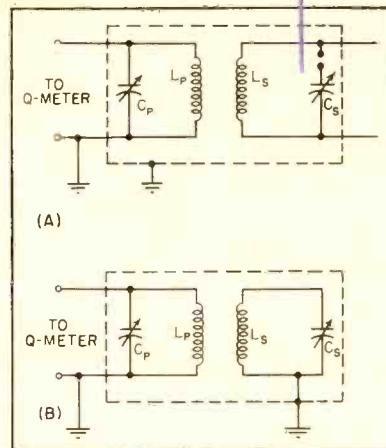 TO
Q-METER
C_P
L_P
L_S
C_S
(A)
TO
Q-METER
C_P
L_P
L_S
C_S
(B)